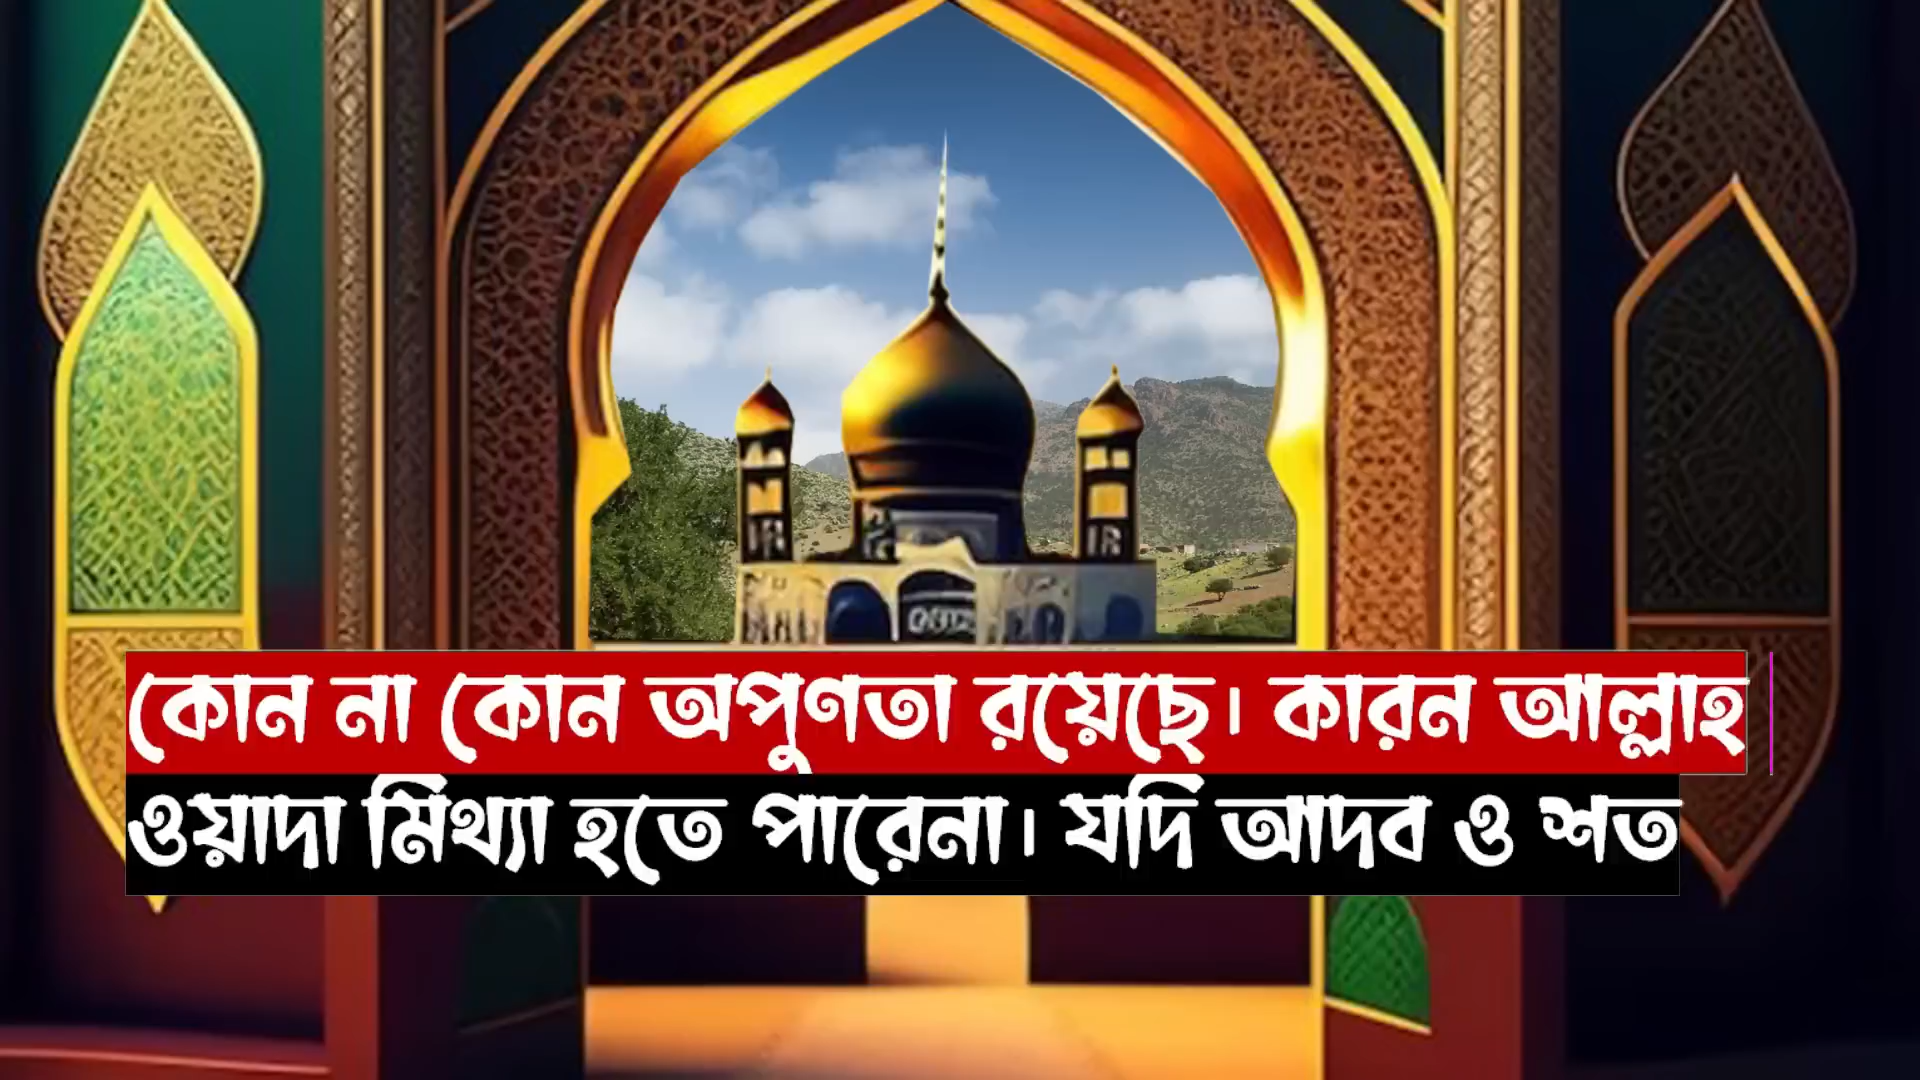 কোন না কোন অপুণতা রয়েছে। কারন আল্লাহ
ওয়াদা মিথ্যা হতে পারেনা। যদি আদব ও শত